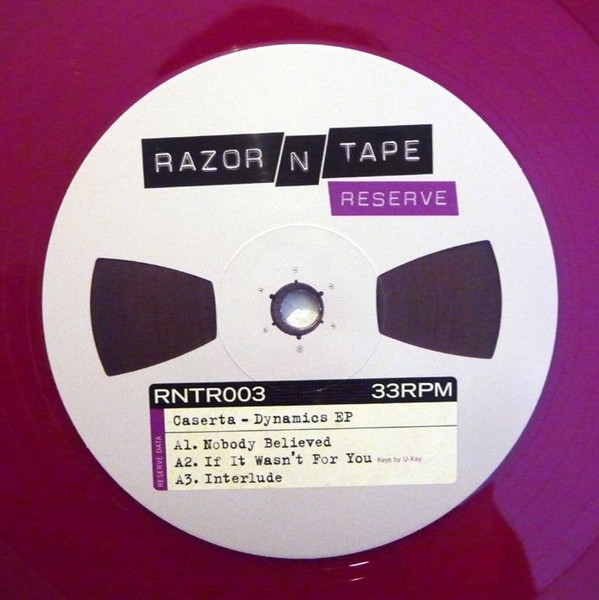 RAZOR N TAPE
RESERVE
RNTR003 33RPM
Caserta - Dynamics EP
RESERVE DATA
A1. Nobody Believed
A2. If It Wasn't For You Keys by U-Key
A3. Interlude